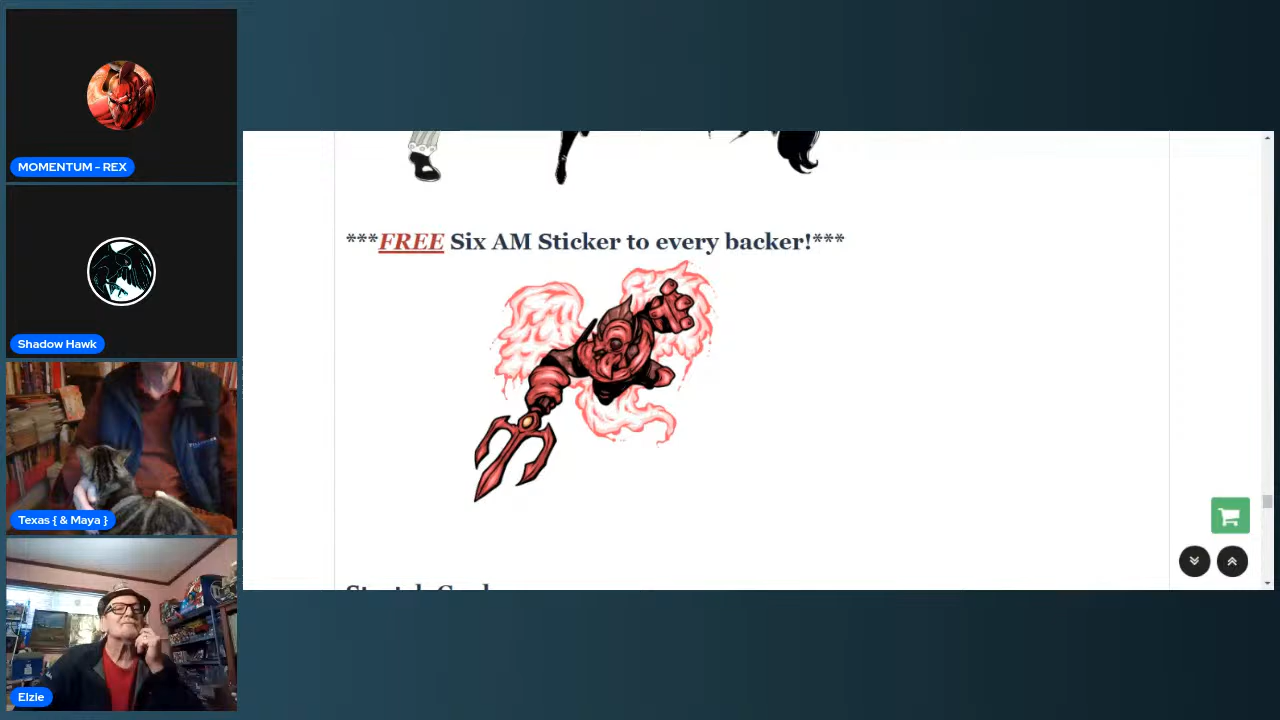 MOMENTUM - REX
Shadow Hawk
Texas { & Maya }
Elzie
***FREE Six AM Sticker to every backer!***